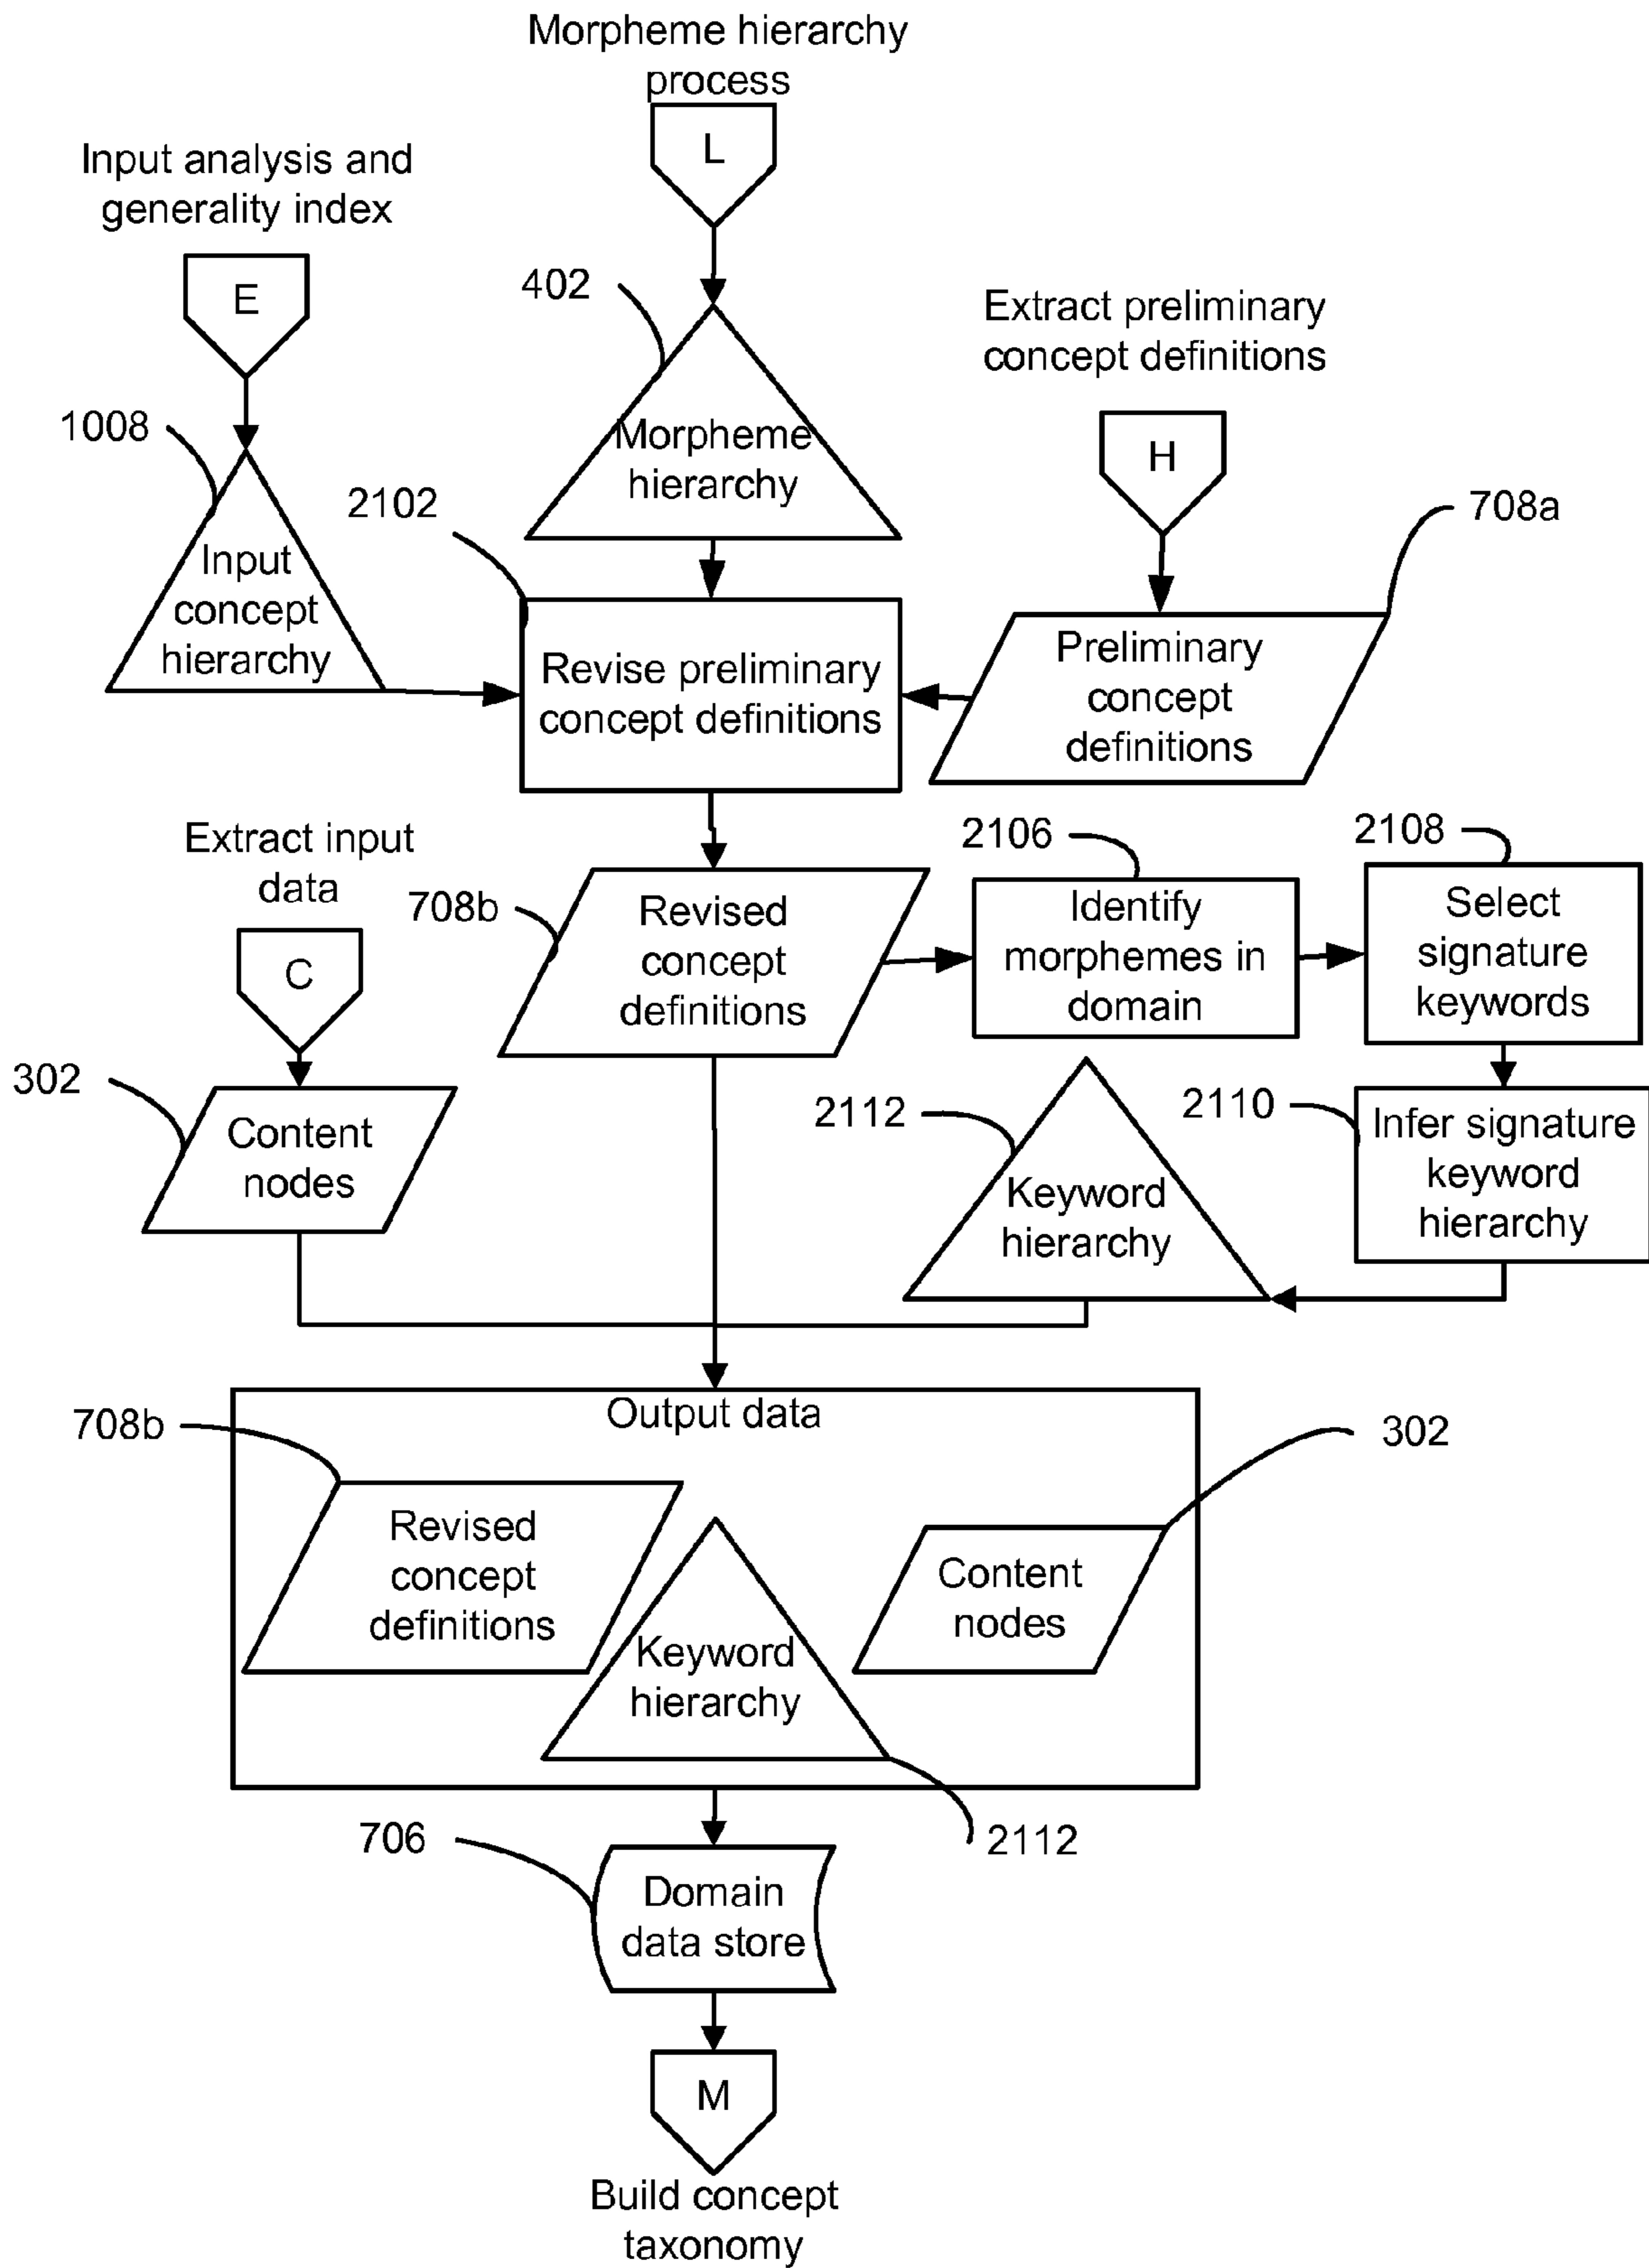 Morpheme hierarchy
process
L
Input analysis and
generality index
E
402
Extract preliminary
concept definitions
H
1008
Morpheme
hierarchy
2102
708a
Input
concept
hierarchy
Revise preliminary
concept definitions
Preliminary
concept
definitions
Extract input
data
C
708b
Revised
concept
definitions
2106
Identify
morphemes in
domain
2108
Select
signature
keywords
302
Content
nodes
2112
Keyword
hierarchy
2110
Infer signature
keyword
hierarchy
Output data
708b
302
Revised
concept
definitions
Keyword
hierarchy
Content
nodes
2112
706
Domain
data store
M
Build concept
taxonomy